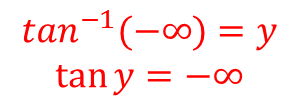 tan⁻¹(−∞) = y
tan y = −∞